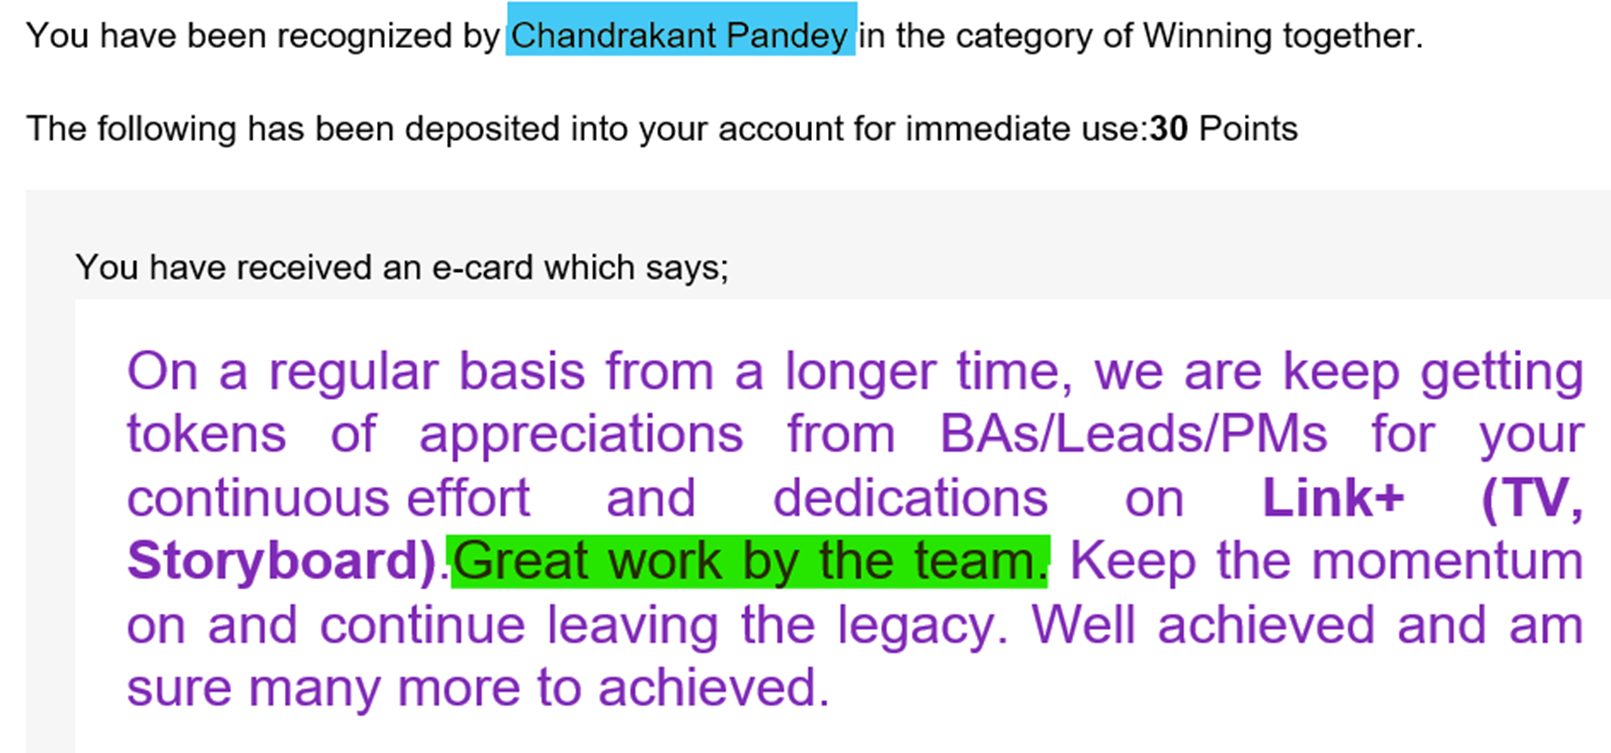 You have been recognized by Chandrakant Pandey in the category of Winning together.
The following has been deposited into your account for immediate use:30 Points
You have received an e-card which says;
On a regular basis from a longer time, we are keep getting
tokens of appreciations from BAs/Leads/PMs for your
continuous effort and dedications on Link+ (TV,
Storyboard).Great work by the team. Keep the momentum
on and continue leaving the legacy. Well achieved and am
sure many more to achieved.